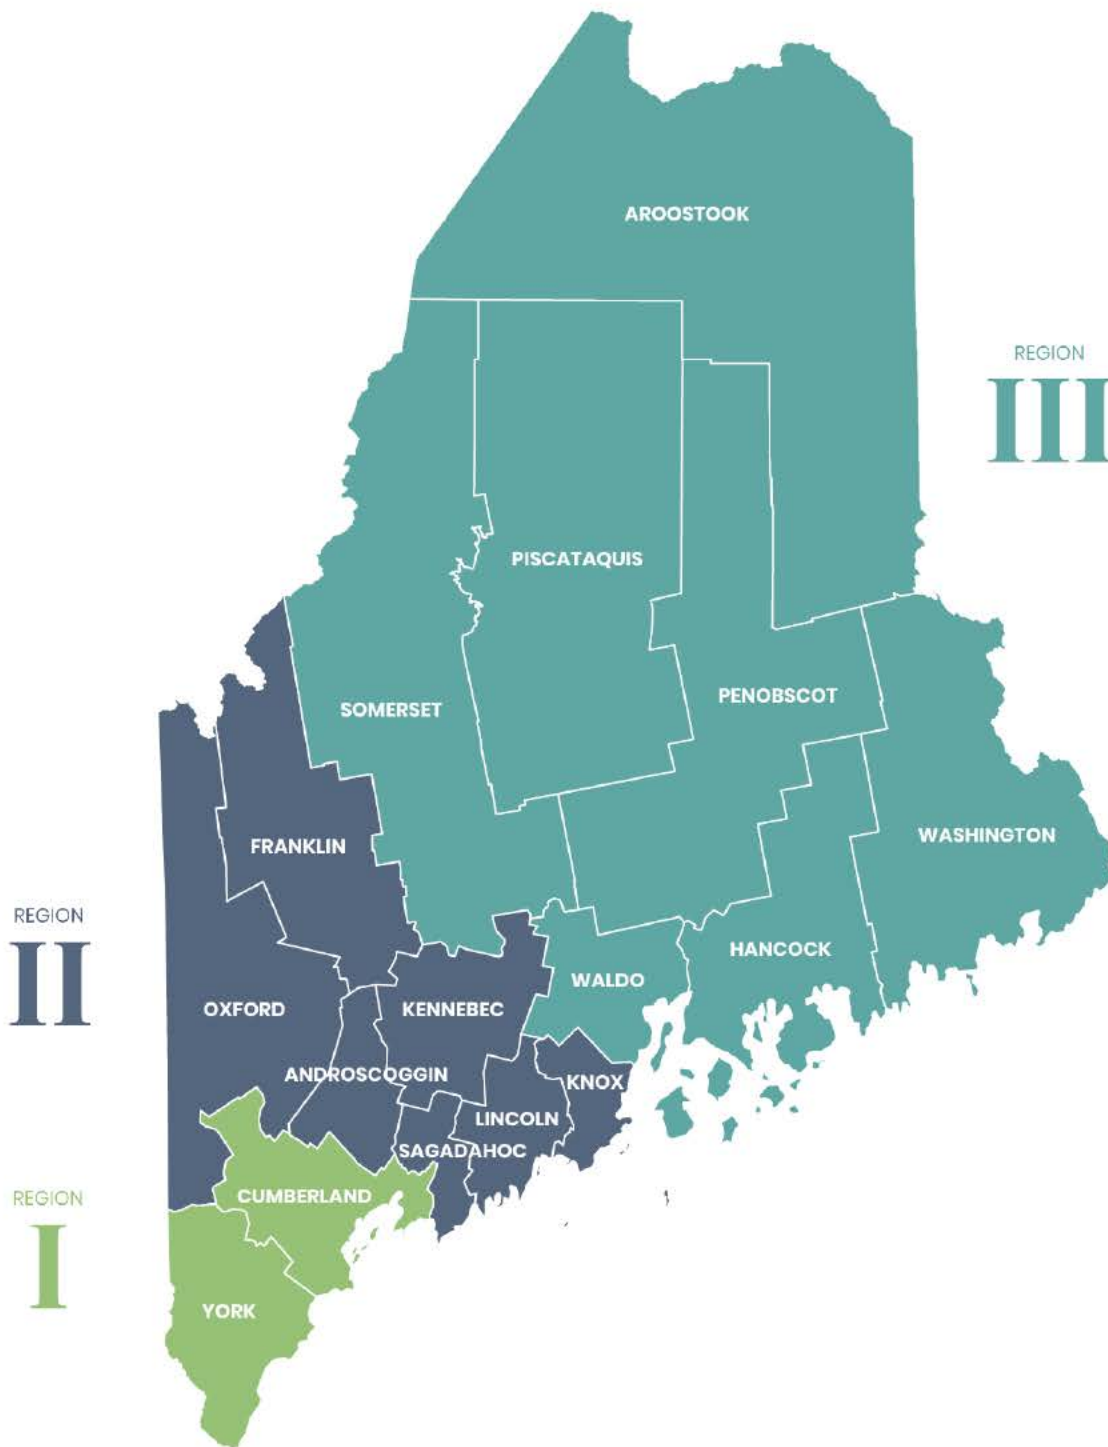 AROOSTOOK
REGION
III
PISCATAQUIS
PENOBSCOT
SOMERSET
WASHINGTON
FRANKLIN
REGION
II
HANCOCK
WALDO
OXFORD
KENNEBEC
ANDROSCOGGIN
KNOX
LINCOLN
SAGADAHOC
CUMBERLAND
REGION
I
YORK